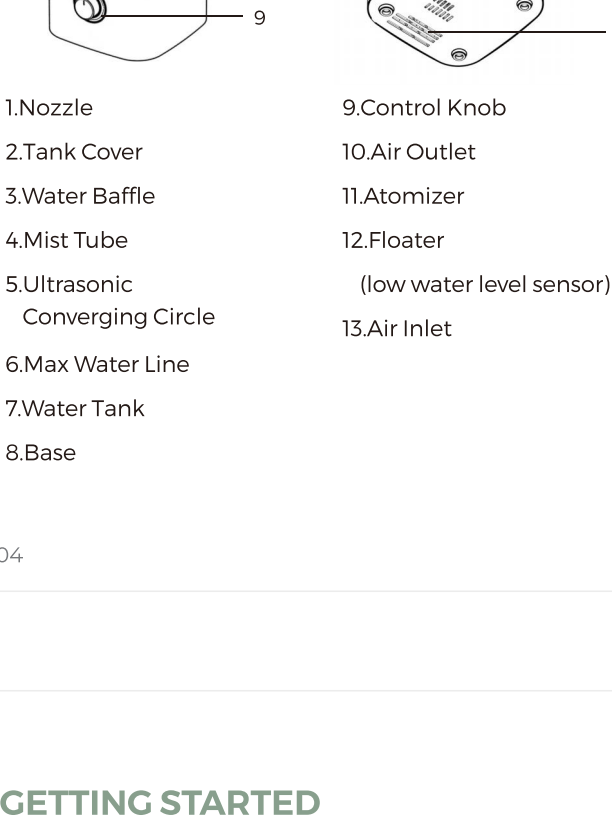 9
1.Nozzle
2.Tank Cover
3.Water Baffle
4.Mist Tube
5.Ultrasonic
Converging Circle
6.Max Water Line
7.Water Tank
8.Base
9.Control Knob
10.Air Outlet
11.Atomizer
12.Floater
(low water level sensor)
13.Air Inlet
04
GETTING STARTED